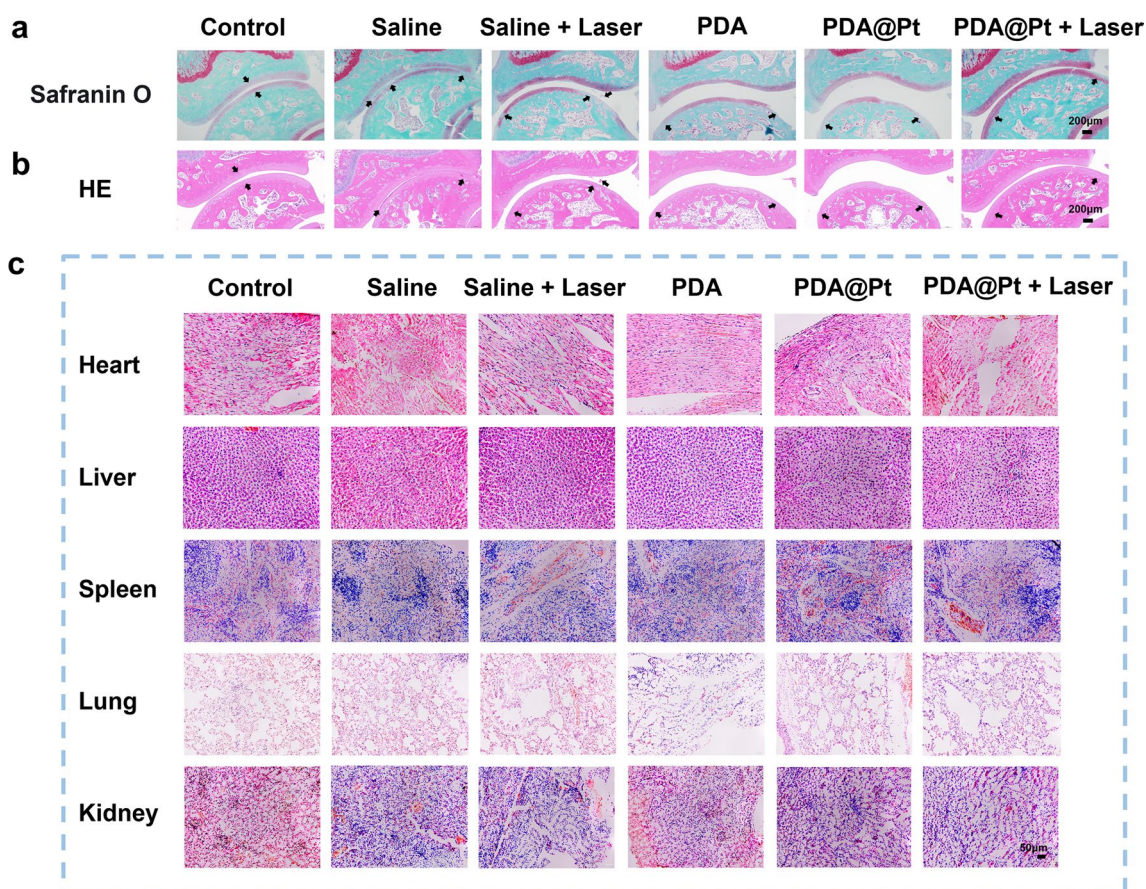 a
Control Saline Saline + Laser PDA PDA@Pt PDA@Pt + Laser
Safranin O
200μm
b
HE
200μm
c
Control Saline Saline + Laser PDA PDA@Pt PDA@Pt + Laser
Heart
Liver
Spleen
Lung
Kidney
50μm